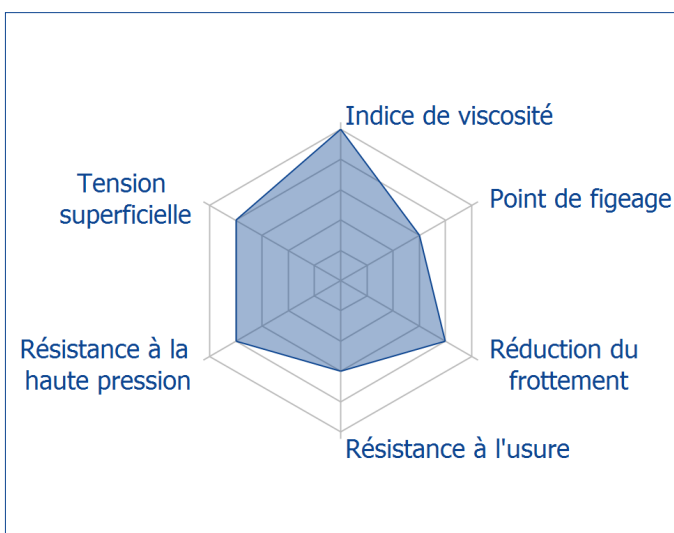 Indice de viscosité
Point de figeage
Réduction du
frottement
Résistance à l'usure
Résistance à la
haute pression
Tension
superficielle